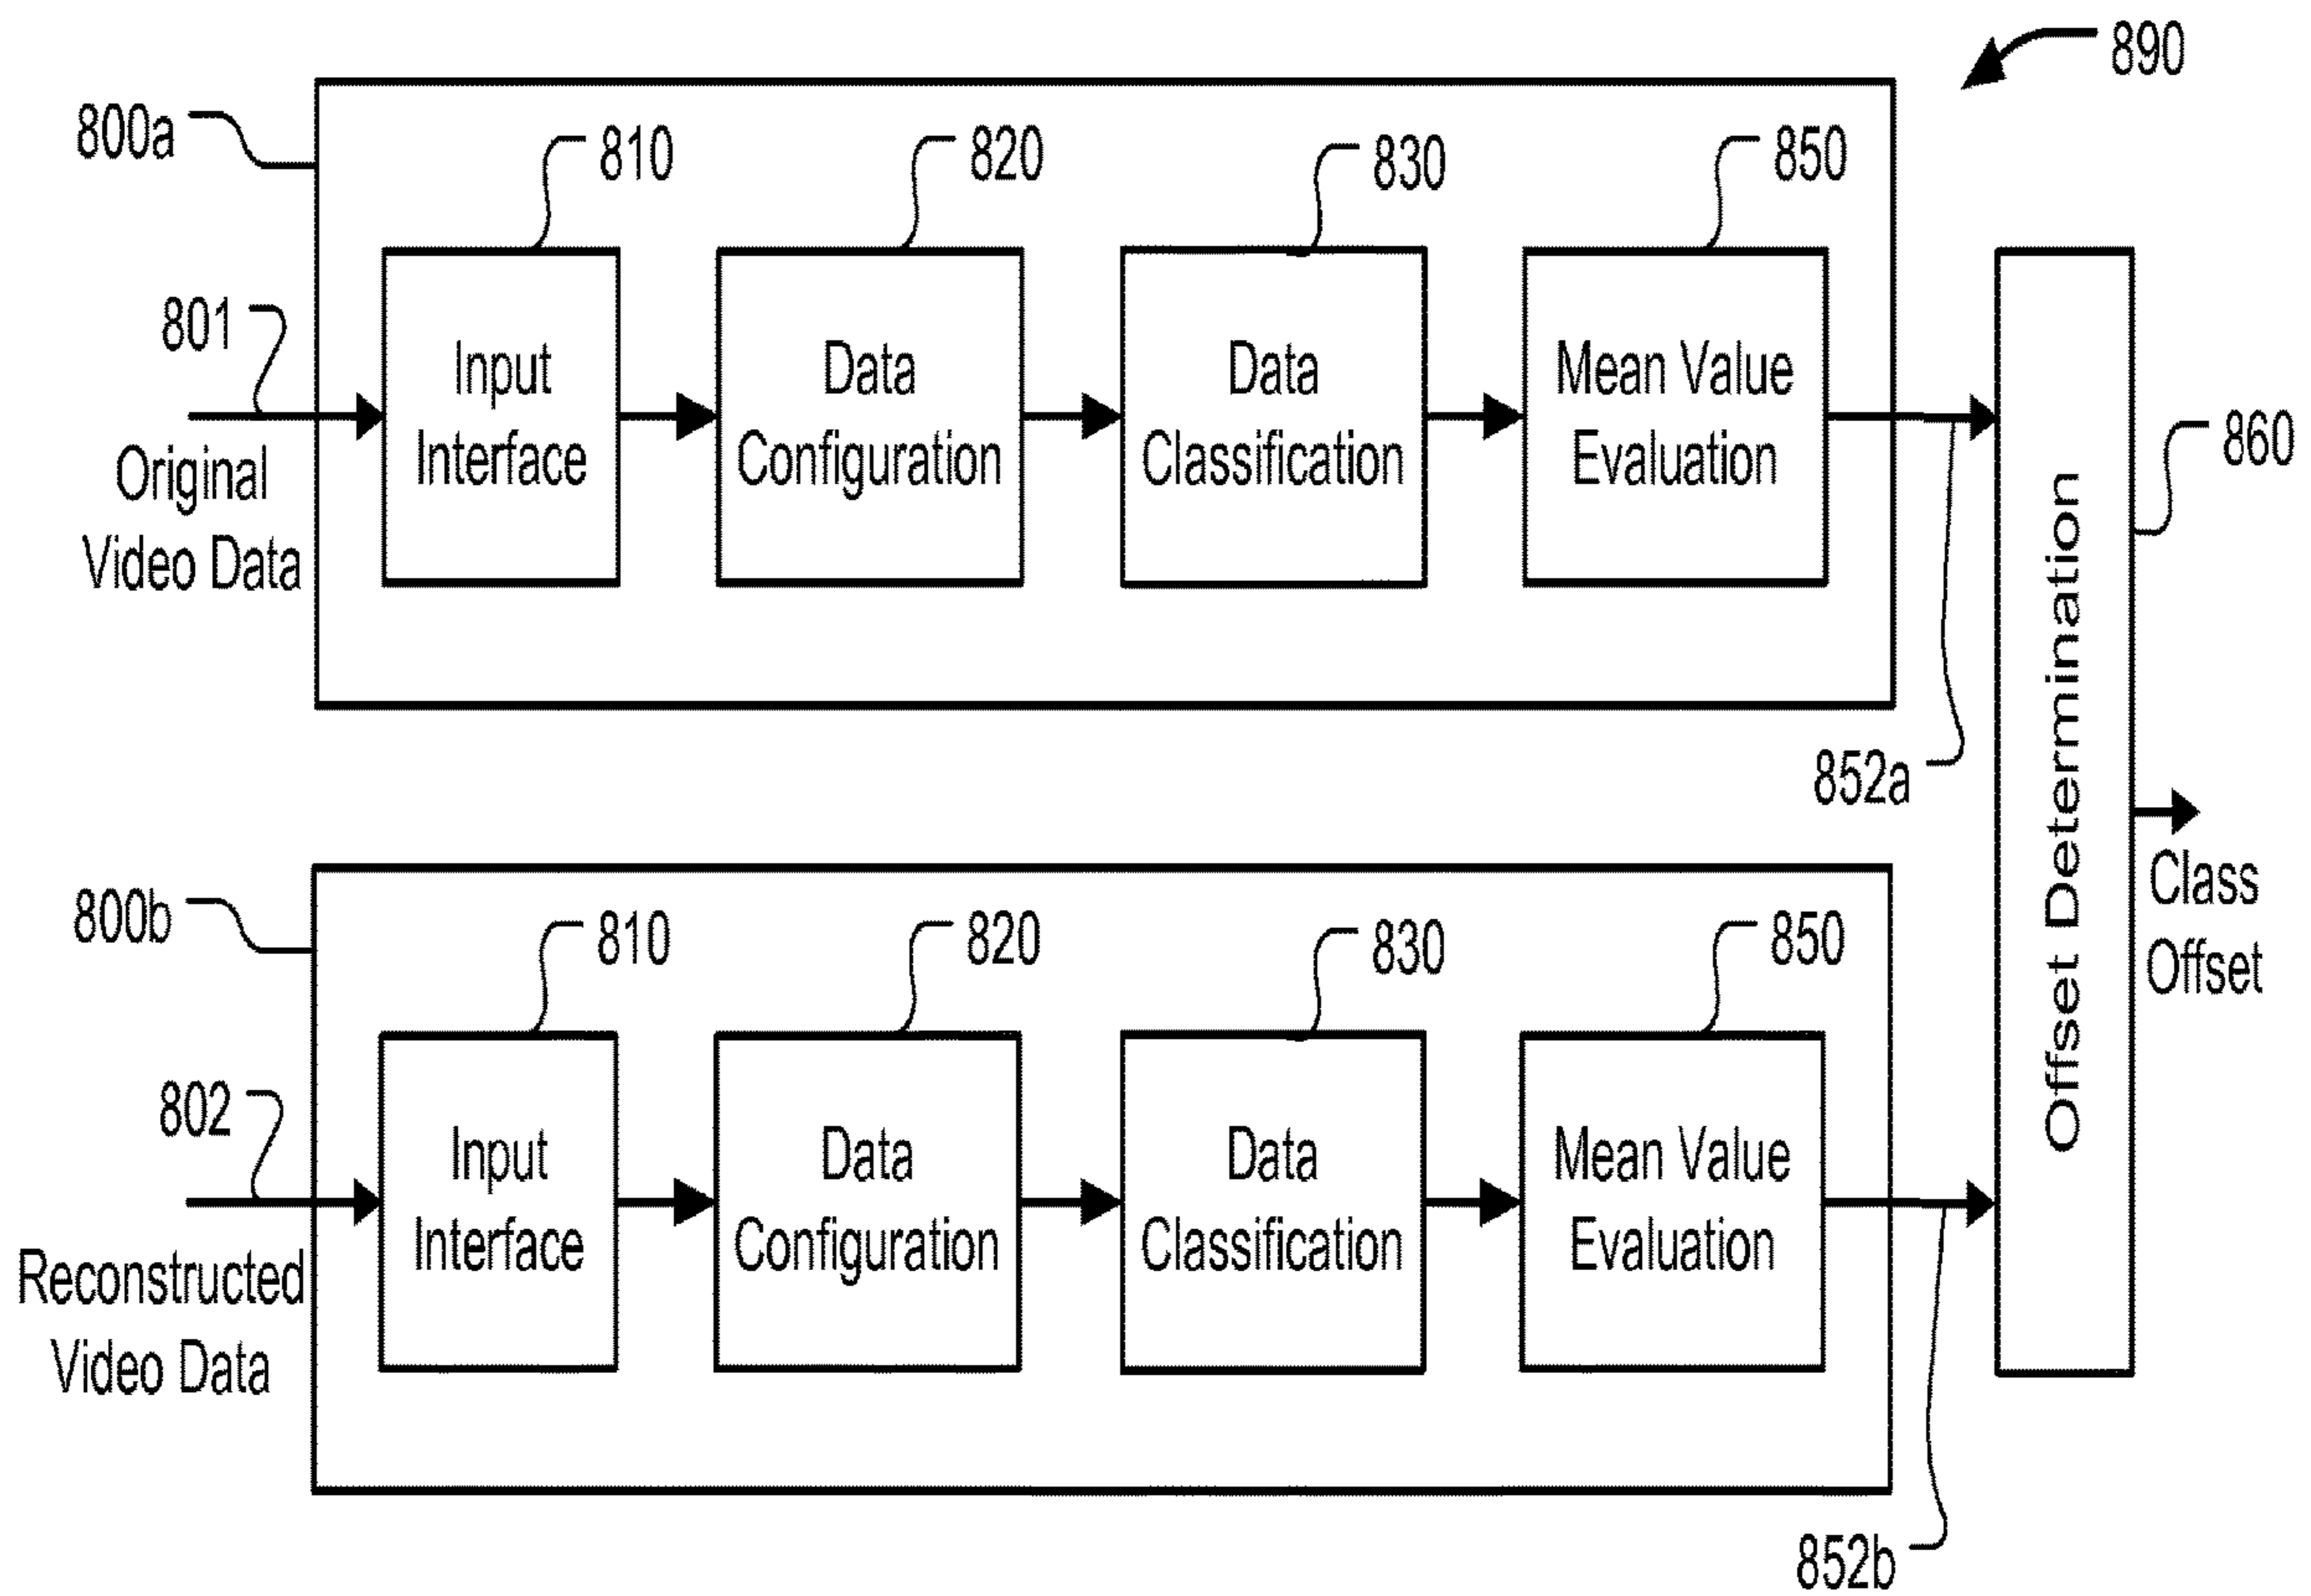 890
800a
810
820
830
850
801
Input
Interface
Data
Configuration
Data
Classification
Mean Value
Evaluation
Original
Video Data
860
852a
Offset Determination
Class
Offset
800b
810
820
830
850
802
Input
Interface
Data
Configuration
Data
Classification
Mean Value
Evaluation
Reconstructed
Video Data
852b